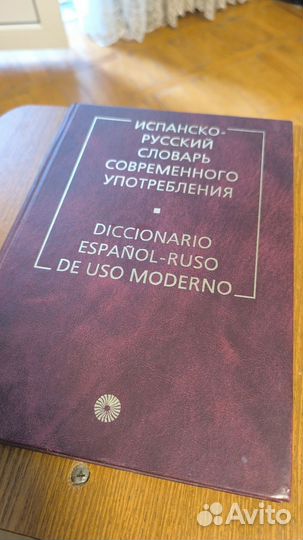 ИСПАНСКО-
РУССКИЙ
СЛОВАРЬ
СОВРЕМЕННОГО
УПОТРЕБЛЕНИЯ
DICCIONARIO
ESPAÑOL-RUSO
DE USO MODERNO
Avito